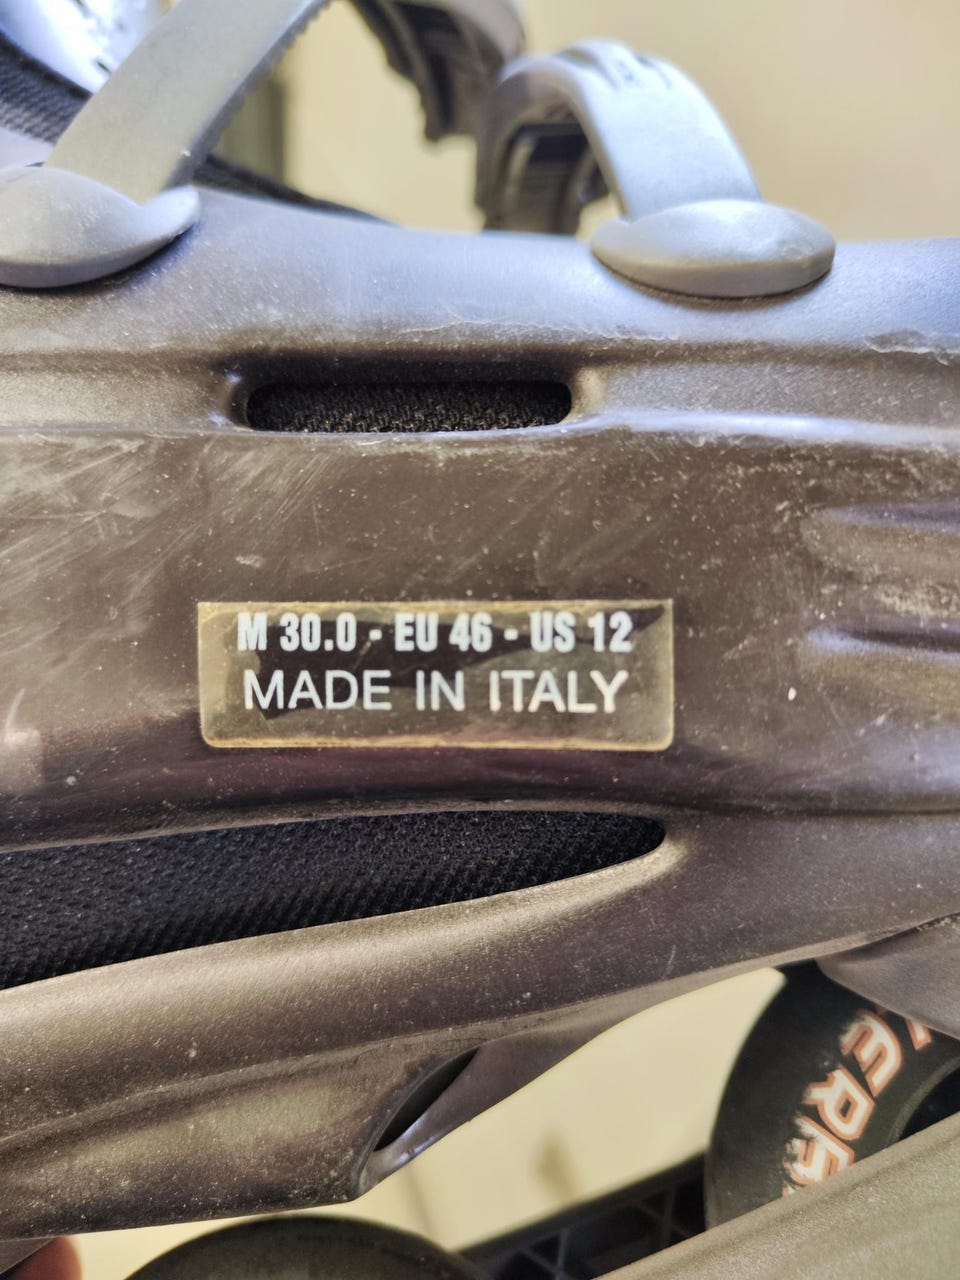 M 30.0 - EU 46 - US 12
MADE IN ITALY